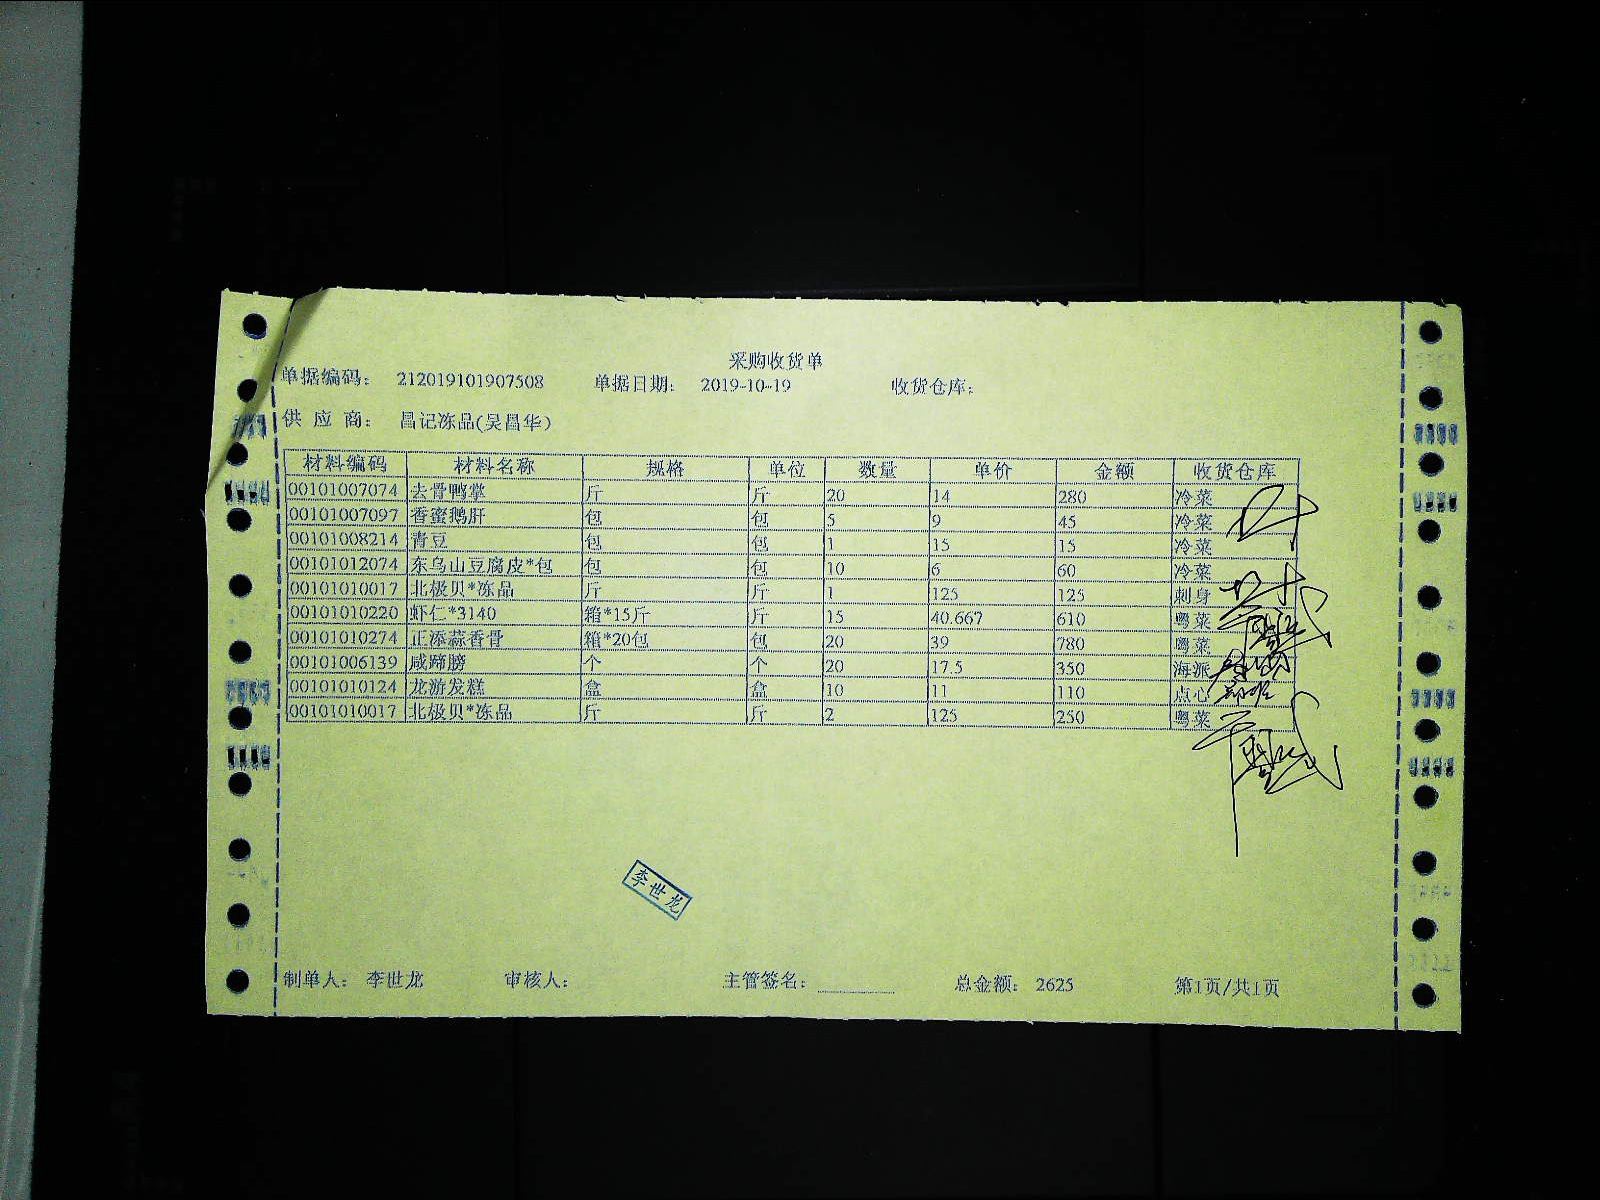 采购收货单
单据编码： 212019101907508 单据日期： 2019-10-19 收货仓库：
供 应 商： 昌记冻品(吴昌华)
材料编码 材料名称 规格 单位 数量 单价 金额 收货仓库
00101007074 去骨鸭掌 斤 斤 20 14 280 冷菜
00101007097 香蜜鹅肝 包 包 5 9 45 冷菜
00101008214 青豆 包 包 1 15 15 冷菜
00101012074 东乌山豆腐皮*包 包 包 10 6 60 冷菜
00101010017 北极贝*冻品 斤 斤 1 125 125 刺身
00101010220 虾仁*3140 箱*15斤 斤 15 40.667 610 粤菜
00101010274 正添蒜香骨 箱*20包 包 20 39 780 粤菜
00101006139 咸蹄膀 个 个 20 17.5 350 海派
00101010124 龙游发糕 盒 盒 10 11 110 点心
00101010017 北极贝*冻品 斤 斤 2 125 250 粤菜
李世龙
制单人： 李世龙 审核人： 主管签名： 总金额： 2625 第1页/共1页